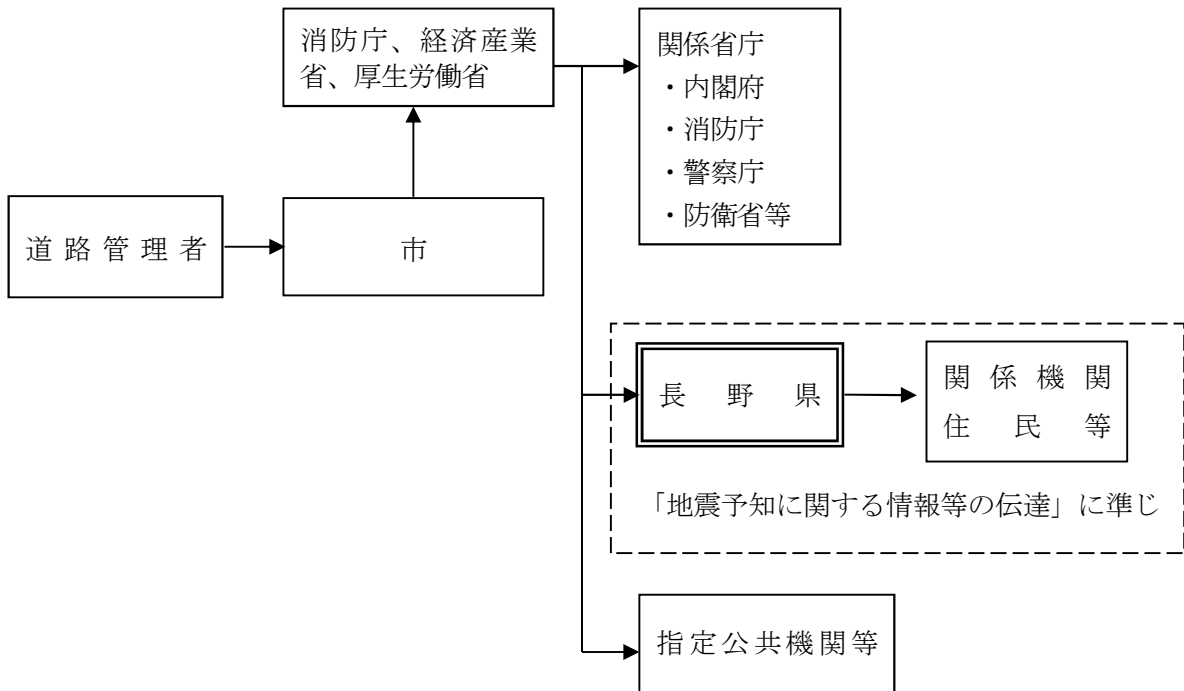 消防庁、経済産業
省、厚生労働省
関係省庁
・内閣府
・消防庁
・警察庁
・防衛省等
道路管理者
市
長野県
関係機関
住民等
「地震予知に関する情報等の伝達」に準じ
指定公共機関等